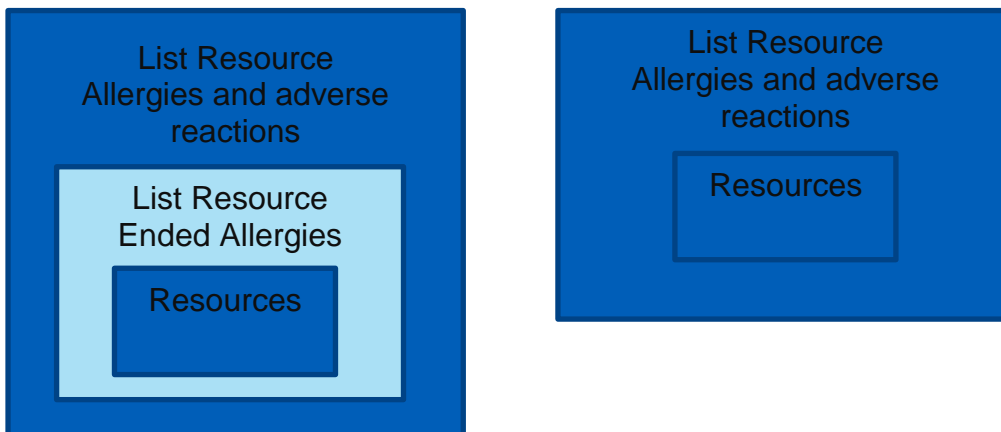 List Resource
Allergies and adverse
reactions
List Resource
Ended Allergies
Resources
List Resource
Allergies and adverse
reactions
Resources